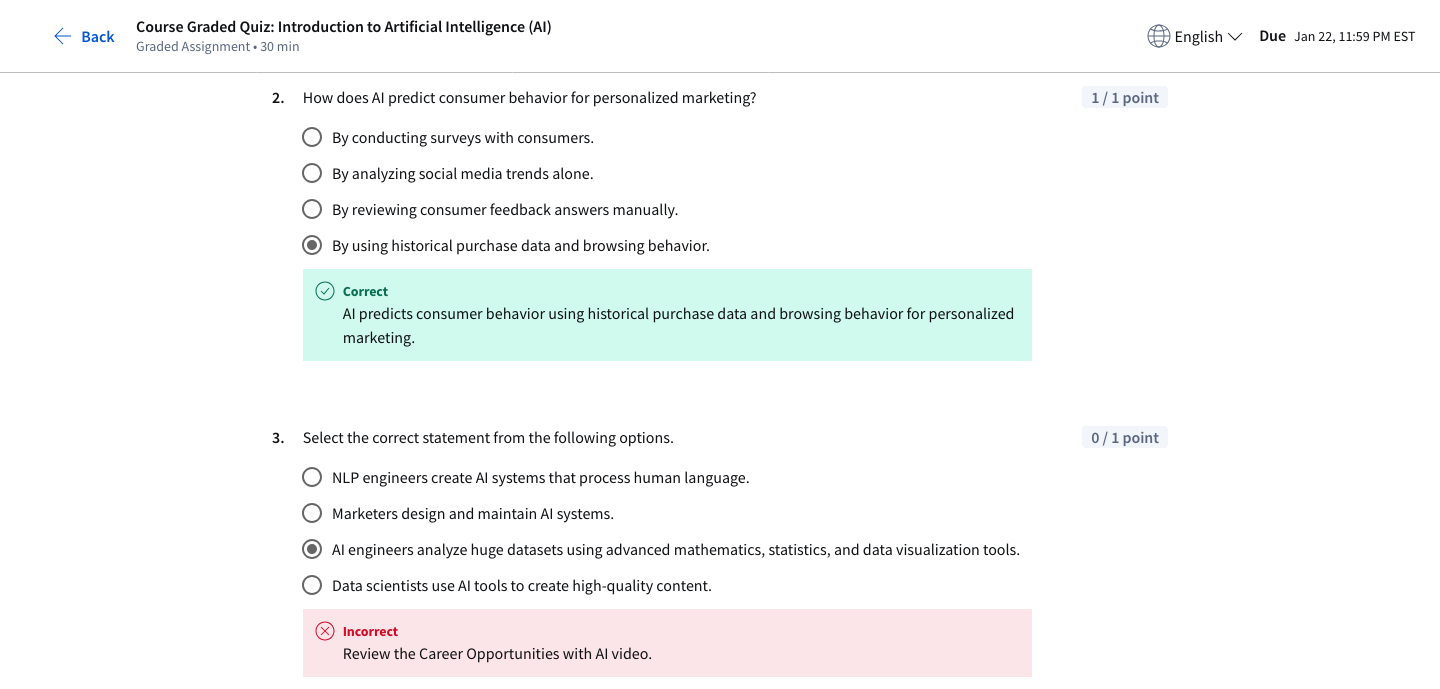 Back
Course Graded Quiz: Introduction to Artificial Intelligence (AI)
Graded Assignment • 30 min
English
Due Jan 22, 11:59 PM EST
2. How does AI predict consumer behavior for personalized marketing?
1 / 1 point
By conducting surveys with consumers.
By analyzing social media trends alone.
By reviewing consumer feedback answers manually.
By using historical purchase data and browsing behavior.
Correct
AI predicts consumer behavior using historical purchase data and browsing behavior for personalized
marketing.
3. Select the correct statement from the following options.
0 / 1 point
NLP engineers create AI systems that process human language.
Marketers design and maintain AI systems.
AI engineers analyze huge datasets using advanced mathematics, statistics, and data visualization tools.
Data scientists use AI tools to create high-quality content.
Incorrect
Review the Career Opportunities with AI video.